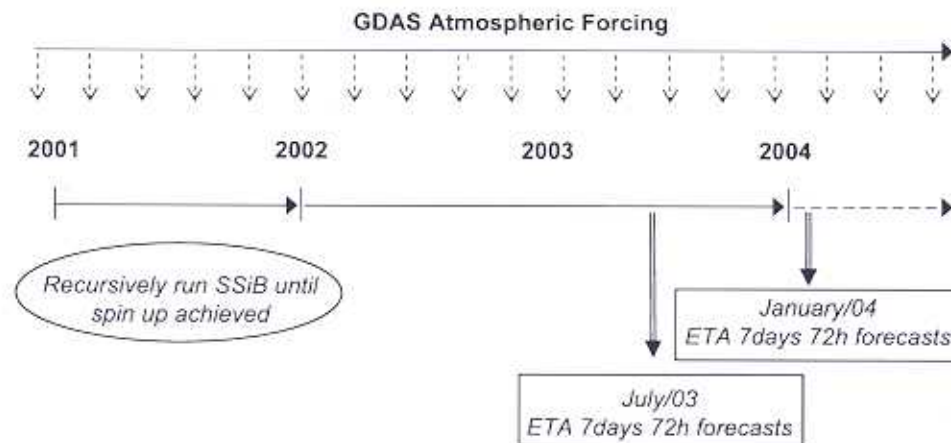 GDAS Atmospheric Forcing
2001 2002 2003 2004
Recursively run SSiB until
spin up achieved
January/04
ETA 7days 72h forecasts
July/03
ETA 7days 72h forecasts